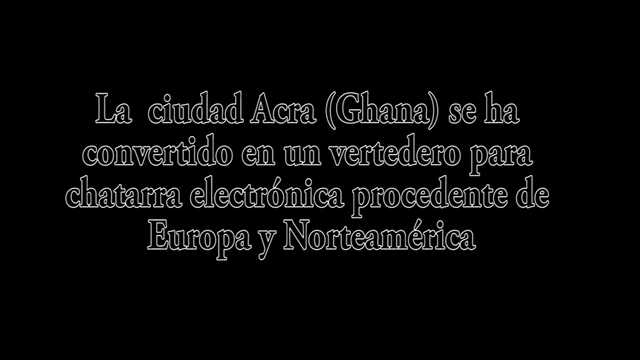 La  ciudad Acra (Ghana) se ha
convertido en un vertedero para
chatarra electrónica procedente de
Europa y Norteamérica